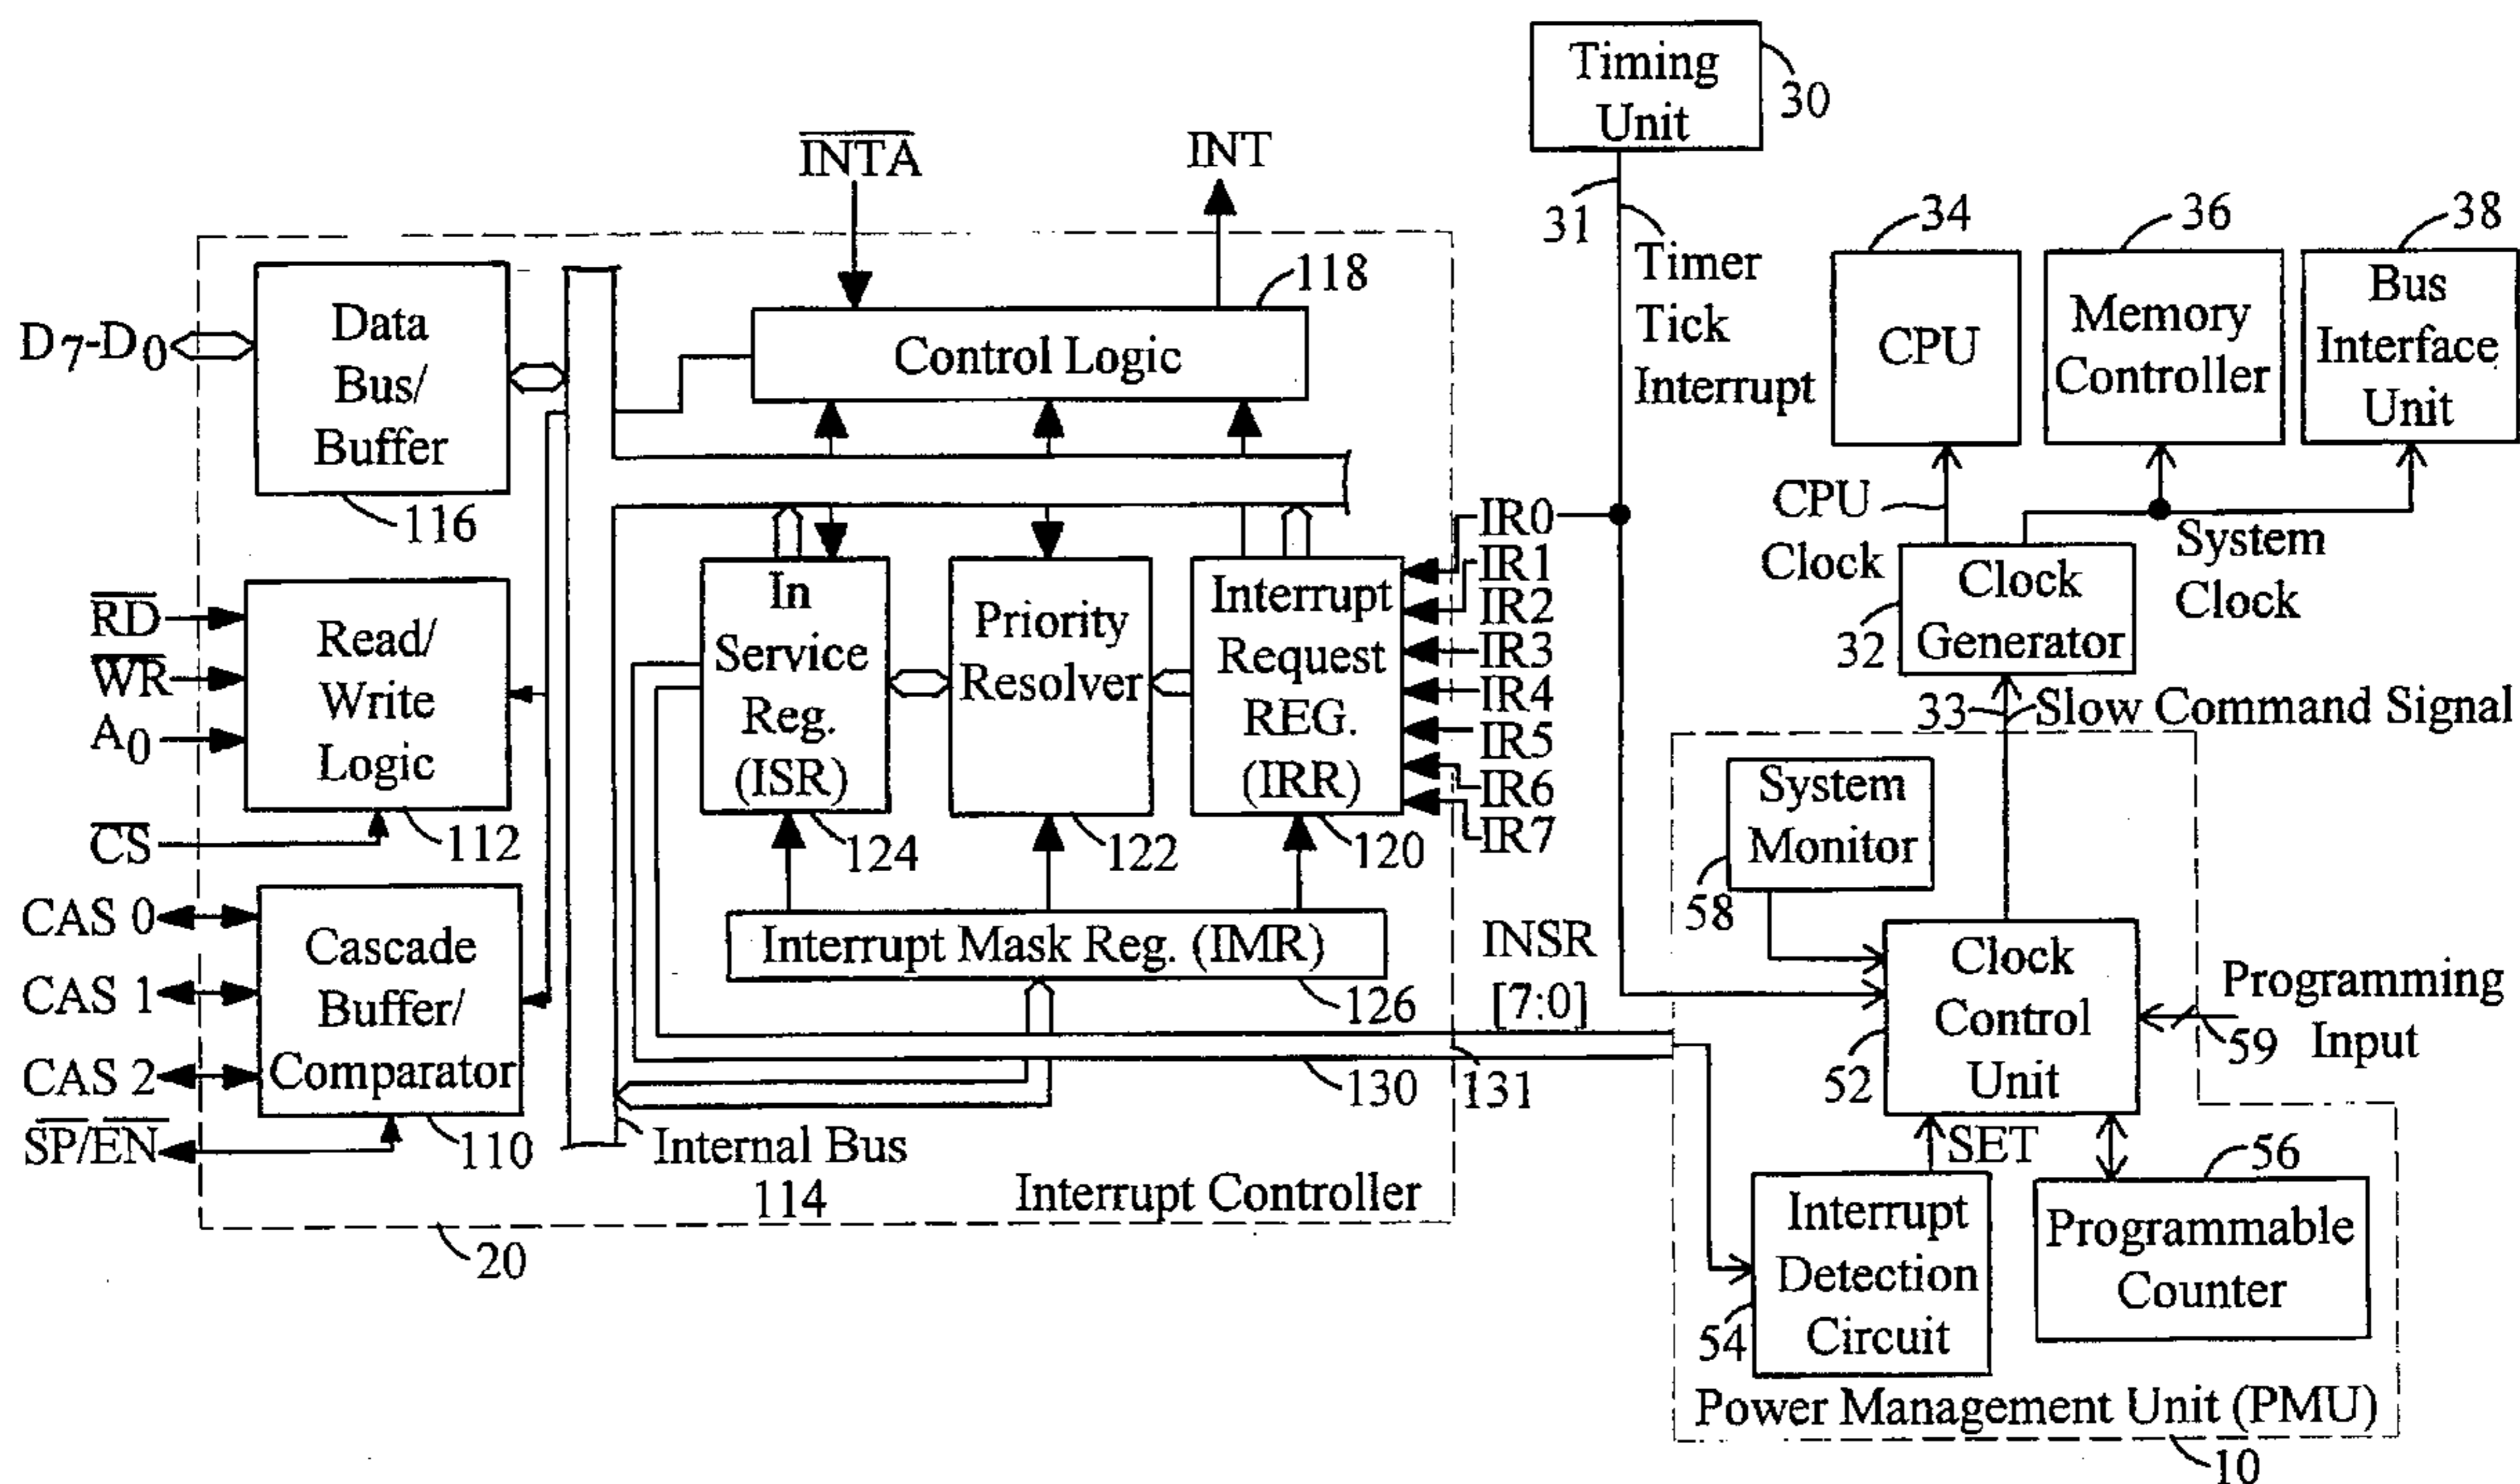 Timing
Unit
30
31
Timer
Tick
Interrupt
INTA
INT
34
36
38
CPU
Memory
Controller
Bus
Interface
Unit
CPU
Clock
System
Clock
Clock
Generator
32
33
Slow Command Signal
D7-D0
Data
Bus/
Buffer
116
118
Control Logic
RD
WR
A0
CS
Read/
Write
Logic
112
In
Service
Reg.
(ISR)
124
Priority
Resolver
122
Interrupt
Request
REG.
(IRR)
120
IR0
IR1
IR2
IR3
IR4
IR5
IR6
IR7
CAS 0
CAS 1
CAS 2
SP/EN
Cascade
Buffer/
Comparator
110
Interrupt Mask Reg. (IMR)
126
INSR
[7:0]
130
131
Internal Bus
114
Interrupt Controller
20
System
Monitor
58
Clock
Control
Unit
52
Programming
Input
59
SET
56
Interrupt
Detection
Circuit
54
Programmable
Counter
Power Management Unit (PMU)
10